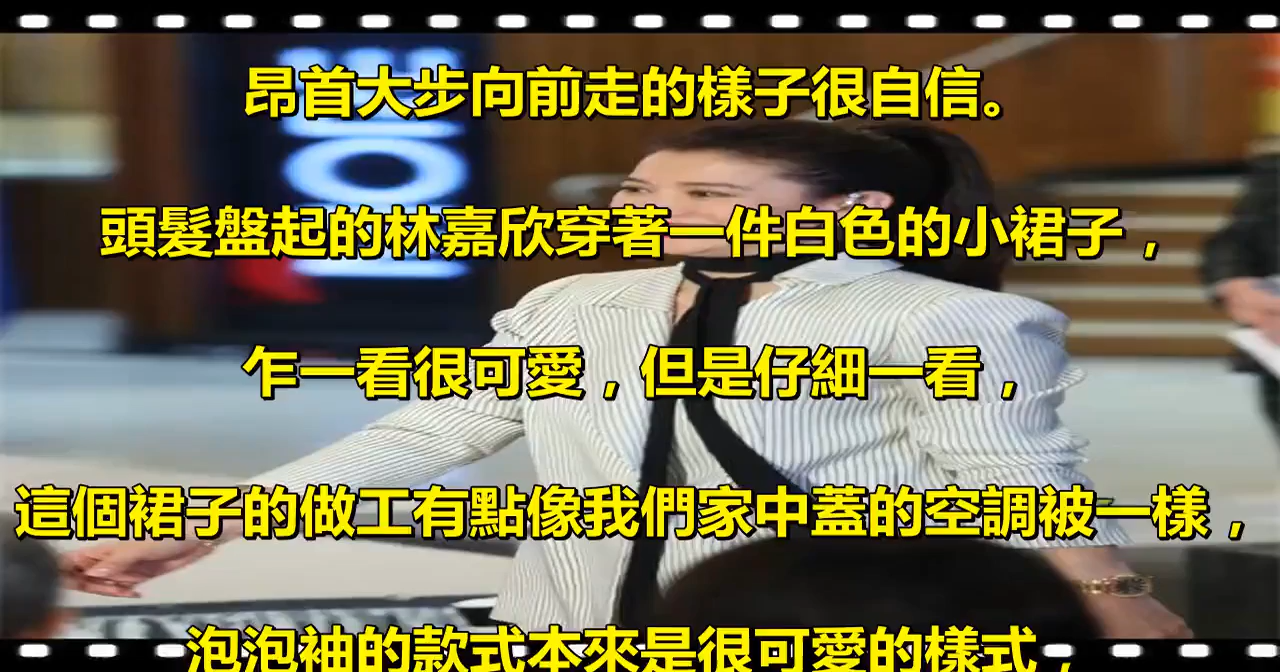 昂首大步向前走的樣子很自信。
頭髮盤起的林嘉欣穿著一件白色的小裙子，
乍一看很可愛，但是仔細一看，
這個裙子的做工有點像我們家中蓋的空調被一樣，
泡泡袖的款式本來是很可愛的樣式，